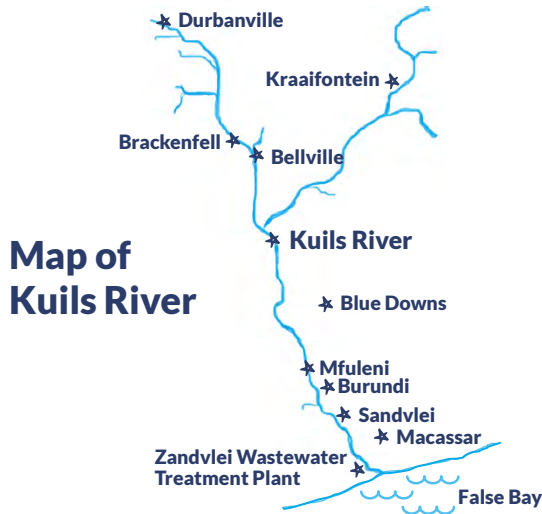 Durbanville
Kraaifontein
Brackenfell
Bellville
Kuils River
Map of
Kuils River
Blue Downs
Mfuleni
Burundi
Sandvlei
Macassar
Zandvlei Wastewater
Treatment Plant
False Bay